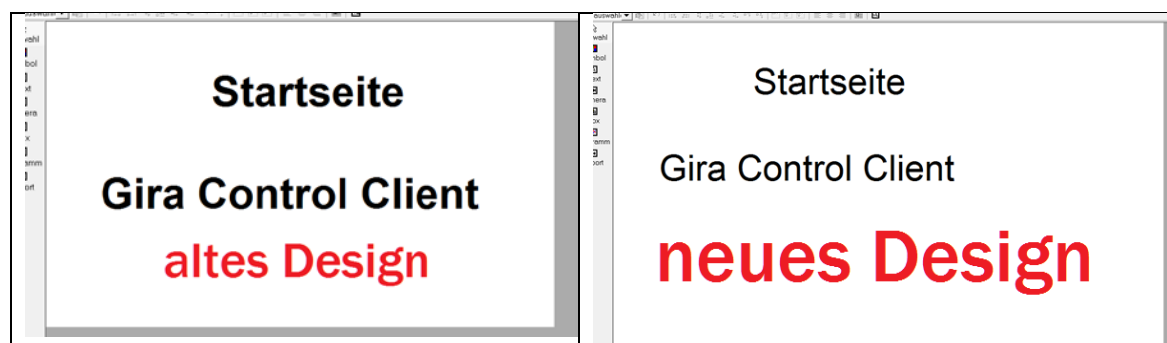 Startseite
Gira Control Client
altes Design
Startseite
Gira Control Client
neues Design